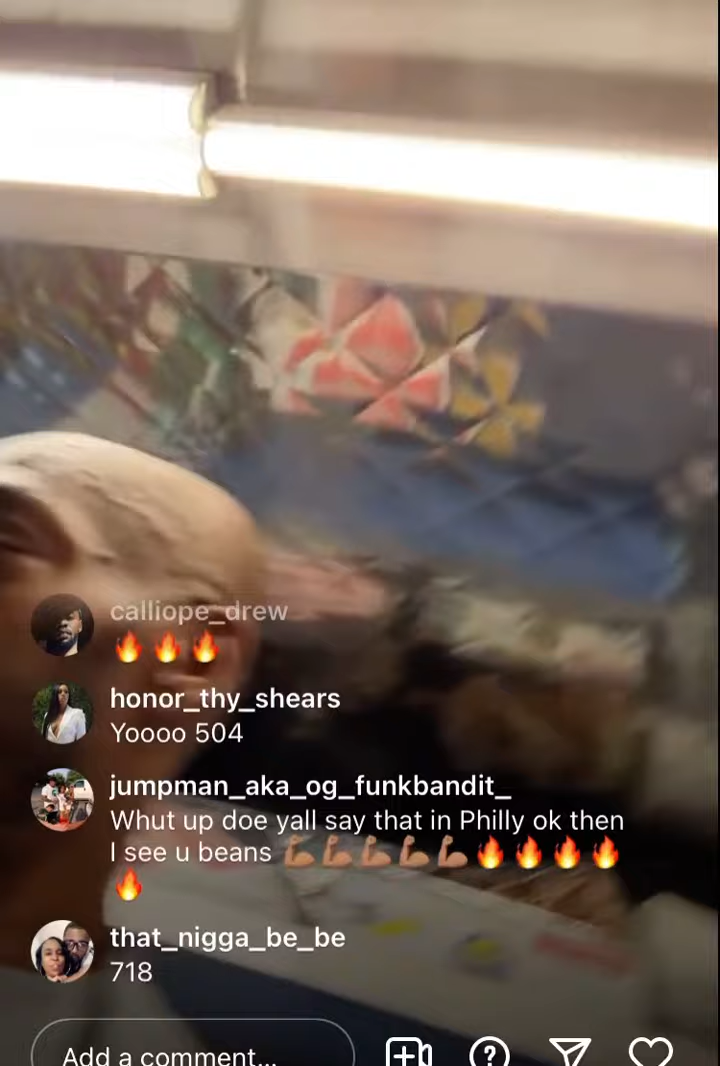 calliope_drew
🔥 🔥 🔥
honor_thy_shears
Yoooo 504
jumpman_aka_og_funkbandit_
Whut up doe yall say that in Philly ok then
I see u beans 💪🏽💪🏽💪🏽💪🏽💪🏽🔥🔥🔥🔥
🔥
that_nigga_be_be
718
Add a comment...